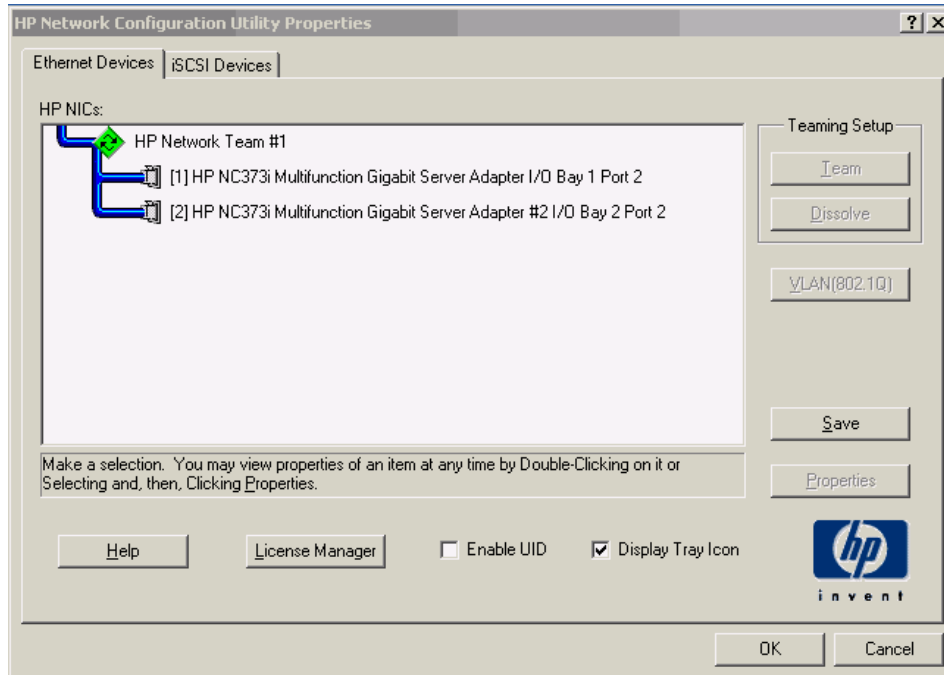 HP Network Configuration Utility Properties
Ethernet Devices
iSCSI Devices
HP NICs:
HP Network Team #1
[1] HP NC373i Multifunction Gigabit Server Adapter I/O Bay 1 Port 2
[2] HP NC373i Multifunction Gigabit Server Adapter #2 I/O Bay 2 Port 2
Teaming Setup
Team
Dissolve
VLAN(802.1Q)
Save
Make a selection. You may view properties of an item at any time by Double-Clicking on it or
Selecting and, then, Clicking Properties.
Properties
Help
License Manager
Enable UID
Display Tray Icon
hp
invent
OK
Cancel